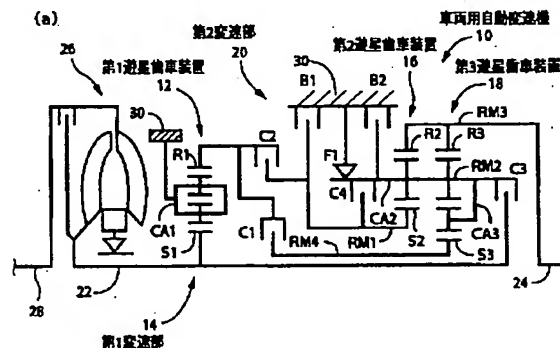 (a)
車両用自動変速機
10
第2変速部
20
第2遊星歯車装置
16
第3遊星歯車装置
18
26
第1遊星歯車装置
12
30
B1
30
B2
RM3
R2
R3
C2
R1
F1
RM2
C3
C4
CA2
CA1
S1
C1
RM4
RM1
S2
S3
CA3
28
22
14
第1変速部
24